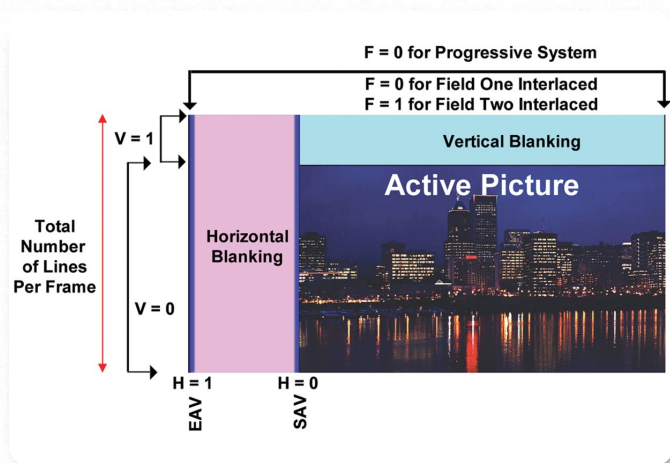 F = 0 for Progressive System
F = 0 for Field One Interlaced
F = 1 for Field Two Interlaced
V = 1
Vertical Blanking
Active Picture
Total
Number
of Lines
Per Frame
Horizontal
Blanking
V = 0
H = 1
H = 0
EAV
SAV